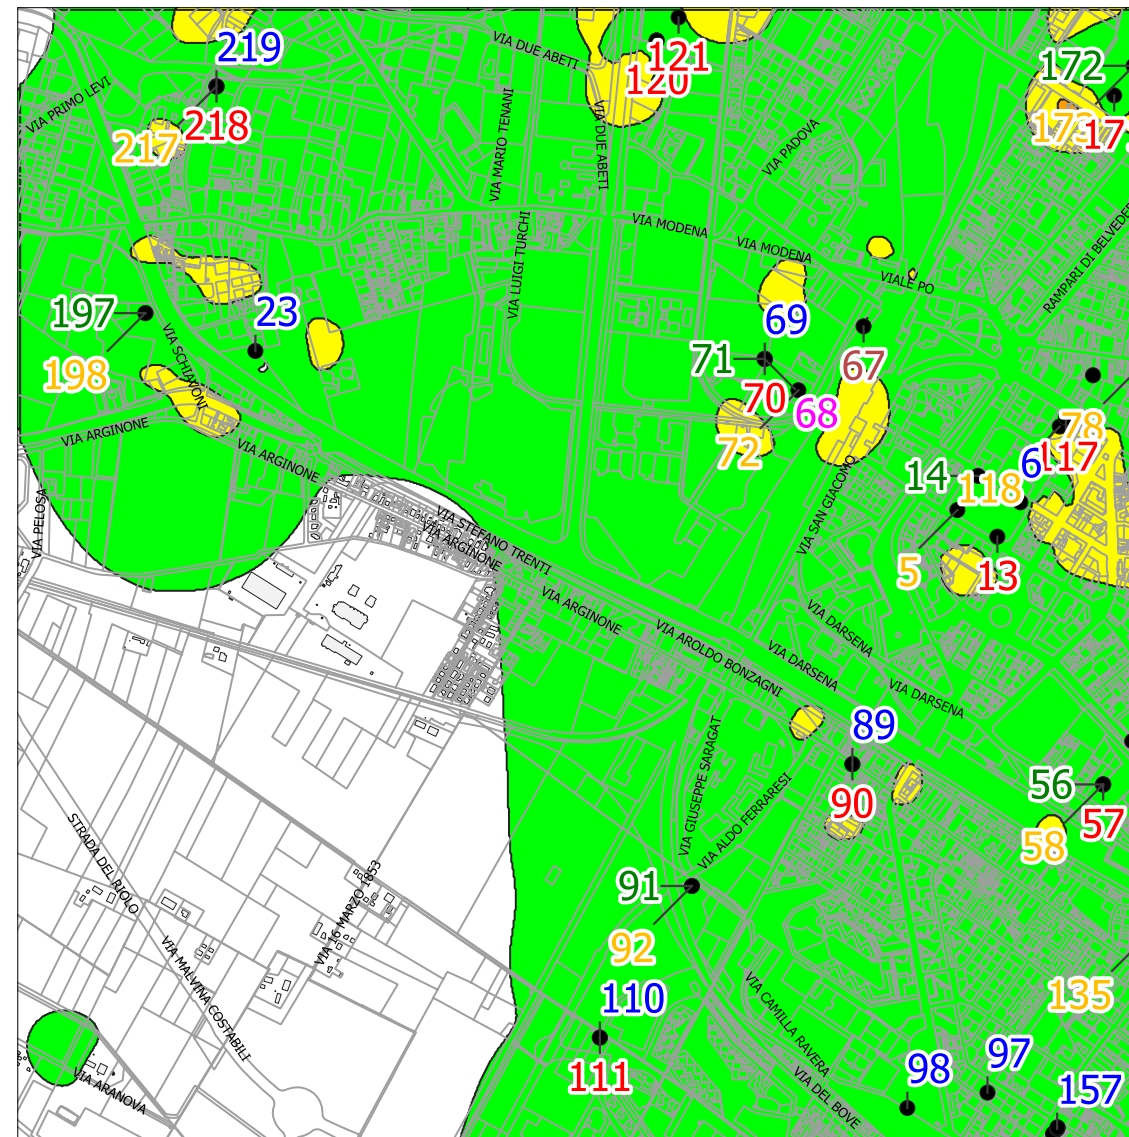 219
121
120
172
173
VIA DUE ABETI
VIA PRIMO LEVI
218
217
VIA MARIO TENANI
VIA DUE ABETI
VIA PADOVA
VIA MODENA
VIA MODENA
VIALE PO
VIA LUIGI TURCHI
197
23
69
71
67
198
VIA SCHIAVONI
70
68
72
78
117
6
14
118
VIA ARGINONE
VIA ARGINONE
VIA PELOSA
VIA STEFANO TRENTI
VIA ARGINONE
VIA SAN GIACOMO
5
13
VIA ARGINONE
VIA AROLDO BONZAGNI
VIA DARSENA
VIA DARSENA
VIA DARSENA
89
90
56
57
58
VIA GIUSEPPE SARAGAT
VIA ALDO FERRARESI
STRADA DEL RIOLO
VIA 16 MARZO 1853
91
92
VIA MALVINA COSTABILI
110
111
135
VIA CAMILLA RAVERA
VIA DEL BOVE
98
97
157
VIA ARANOVA